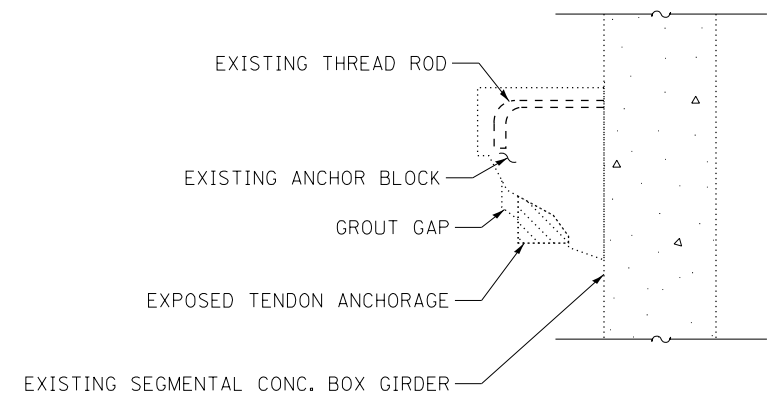 EXISTING THREAD ROD
EXISTING ANCHOR BLOCK
GROUT GAP
EXPOSED TENDON ANCHORAGE
EXISTING SEGMENTAL CONC. BOX GIRDER